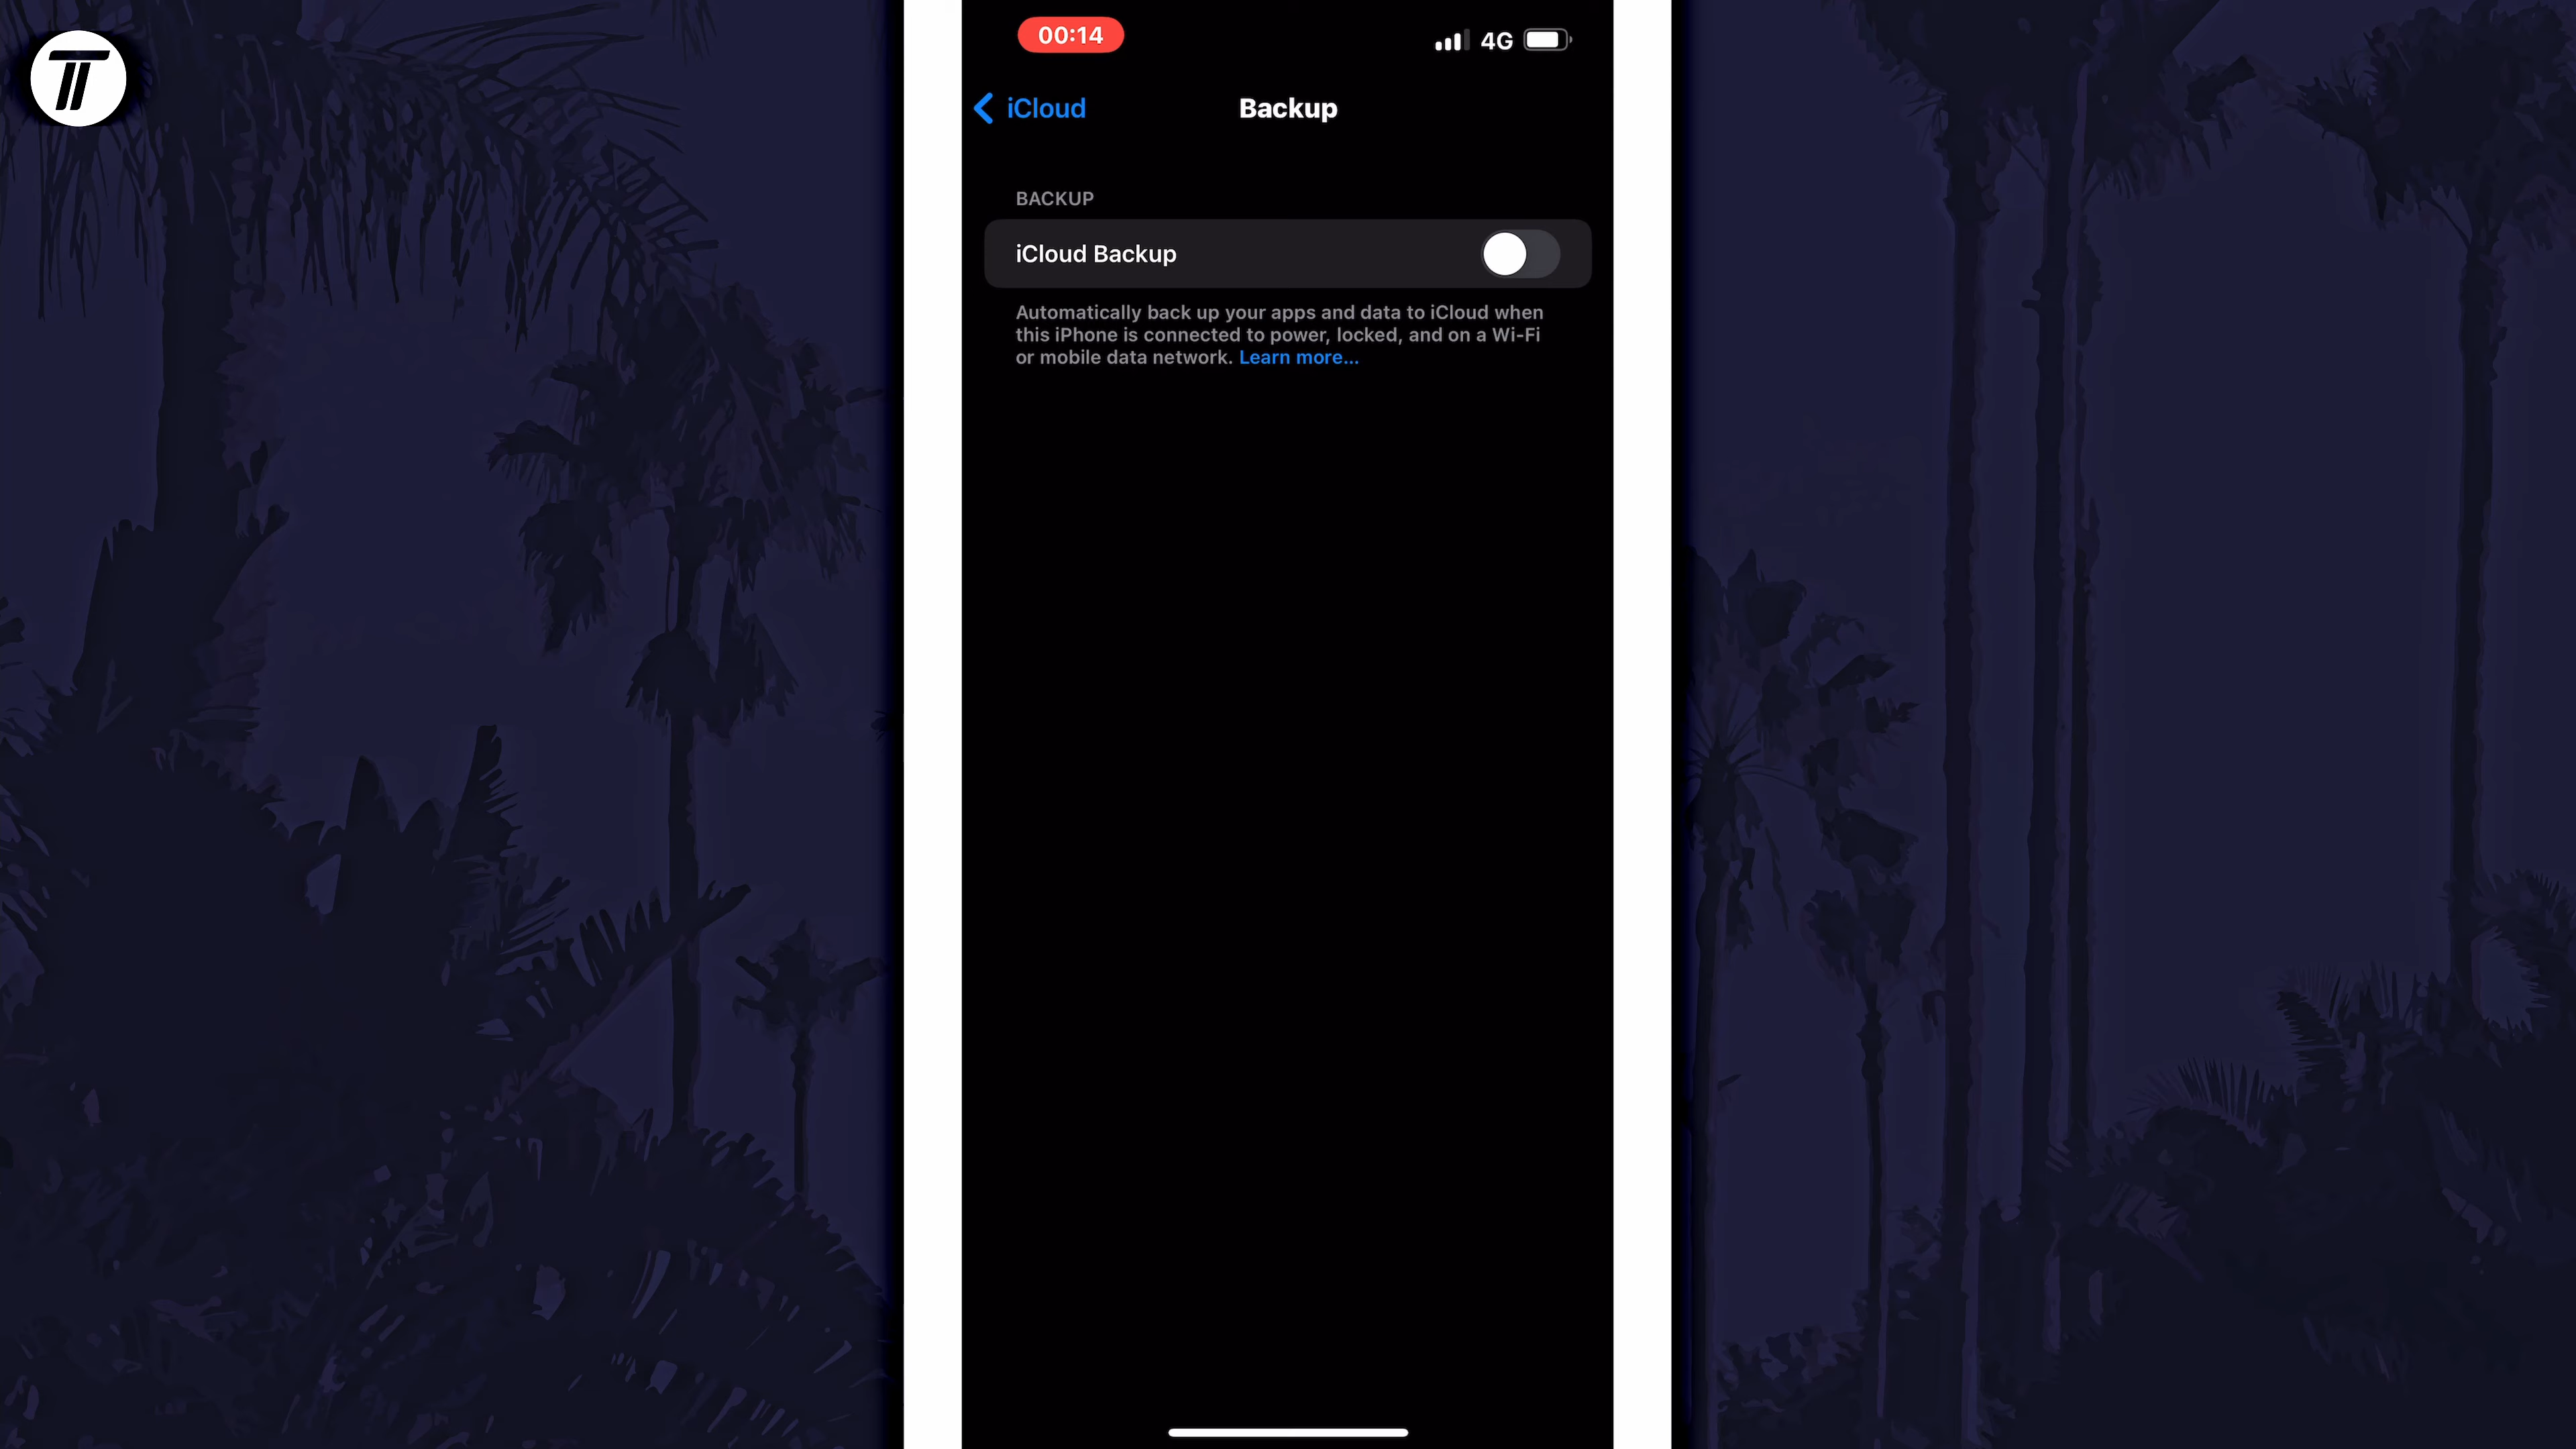 00:14
4G
iCloud
Backup
BACKUP
iCloud Backup
Automatically back up your apps and data to iCloud when
this iPhone is connected to power, locked, and on a Wi-Fi
or mobile data network. Learn more...